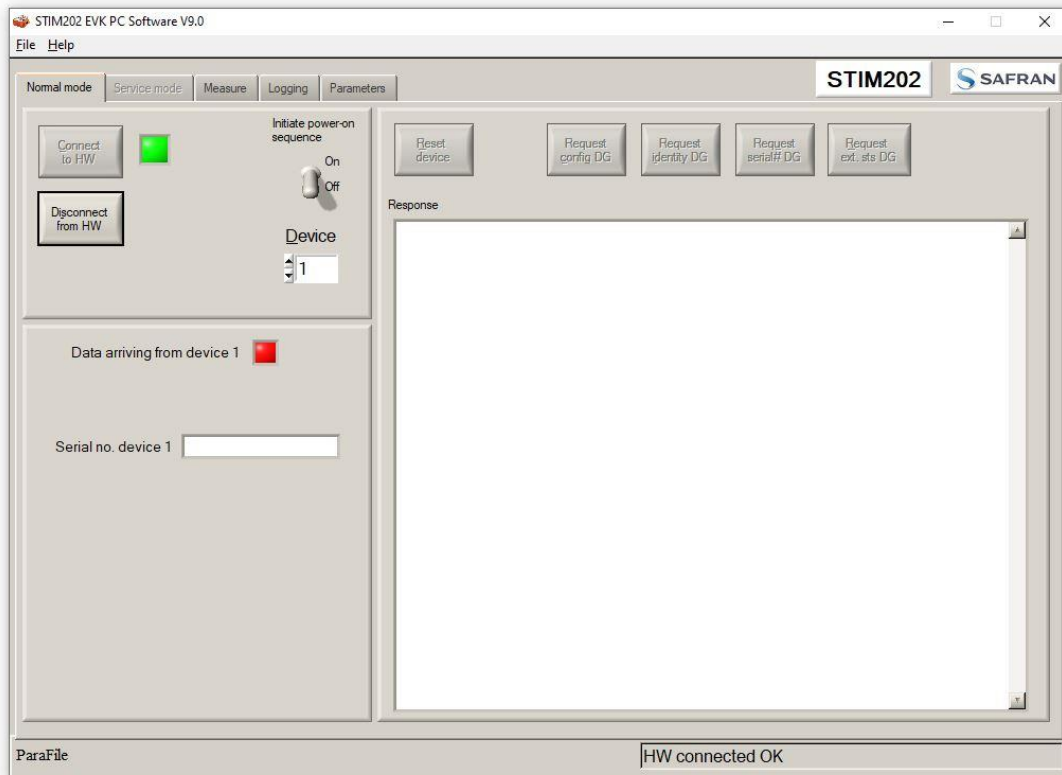 STIM202 EVK PC Software V9.0
File Help
Normal mode
Service mode
Measure
Logging
Parameters
STIM202
SAFRAN
Connect
to HW
Initiate power-on
sequence
On
Off
Disconnect
from HW
Device
1
Reset
device
Request
config DG
Request
identity DG
Request
serial# DG
Request
ext. sts DG
Response
Data arriving from device 1
Serial no. device 1
ParaFile
HW connected OK